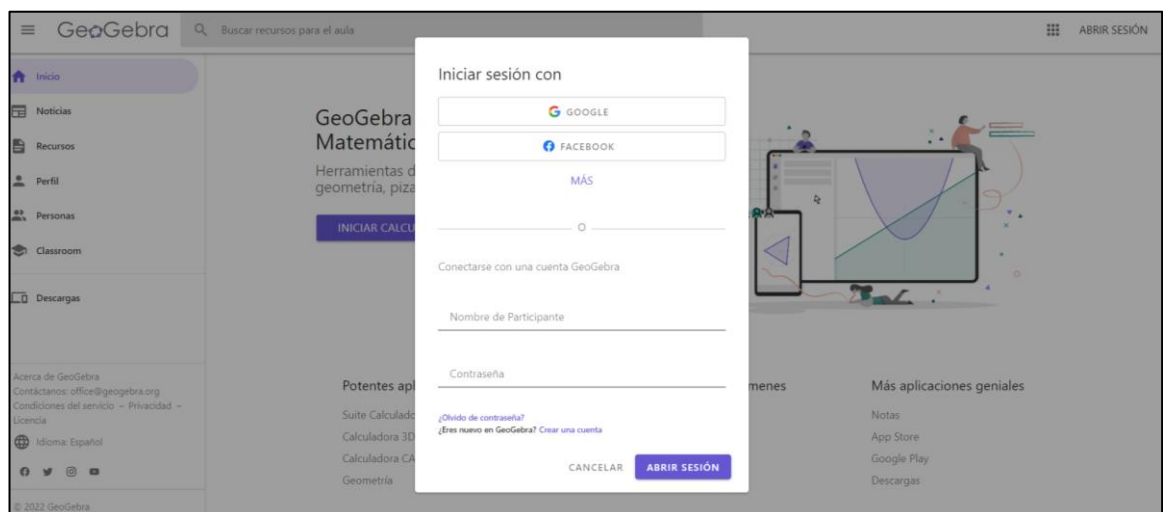 GeoGebra
Buscar recursos para el aula
ABRIR SESIÓN
Inicio
Noticias
Recursos
Perfil
Personas
Classroom
Descargas
Acerca de GeoGebra
Contáctanos: office@geogebra.org
Condiciones del servicio – Privacidad –
Licencia
Idioma: Español
© 2022 GeoGebra
GeoGebra
Matemátic
Herramientas d
geometría, piza
INICIAR CALCU
Potentes apl
Suite Calculado
Calculadora 3D
Calculadora CA
Geometría
Iniciar sesión con
GOOGLE
FACEBOOK
MÁS
O
Conectarse con una cuenta GeoGebra
Nombre de Participante
Contraseña
¿Olvido de contraseña?
¿Eres nuevo en GeoGebra? Crear una cuenta
CANCELAR
ABRIR SESIÓN
menes
Más aplicaciones geniales
Notas
App Store
Google Play
Descargas